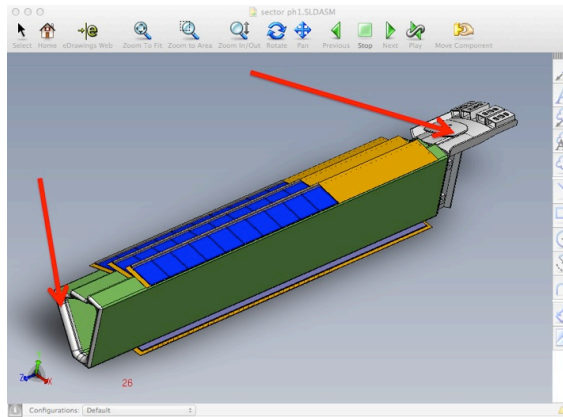 sector ph1.SLDASM
Select Home eDrawings Web Zoom To Fit Zoom to Area Zoom In/Out Rotate Pan Previous Stop Next Play Move Component
Z X
26
Configurations: Default